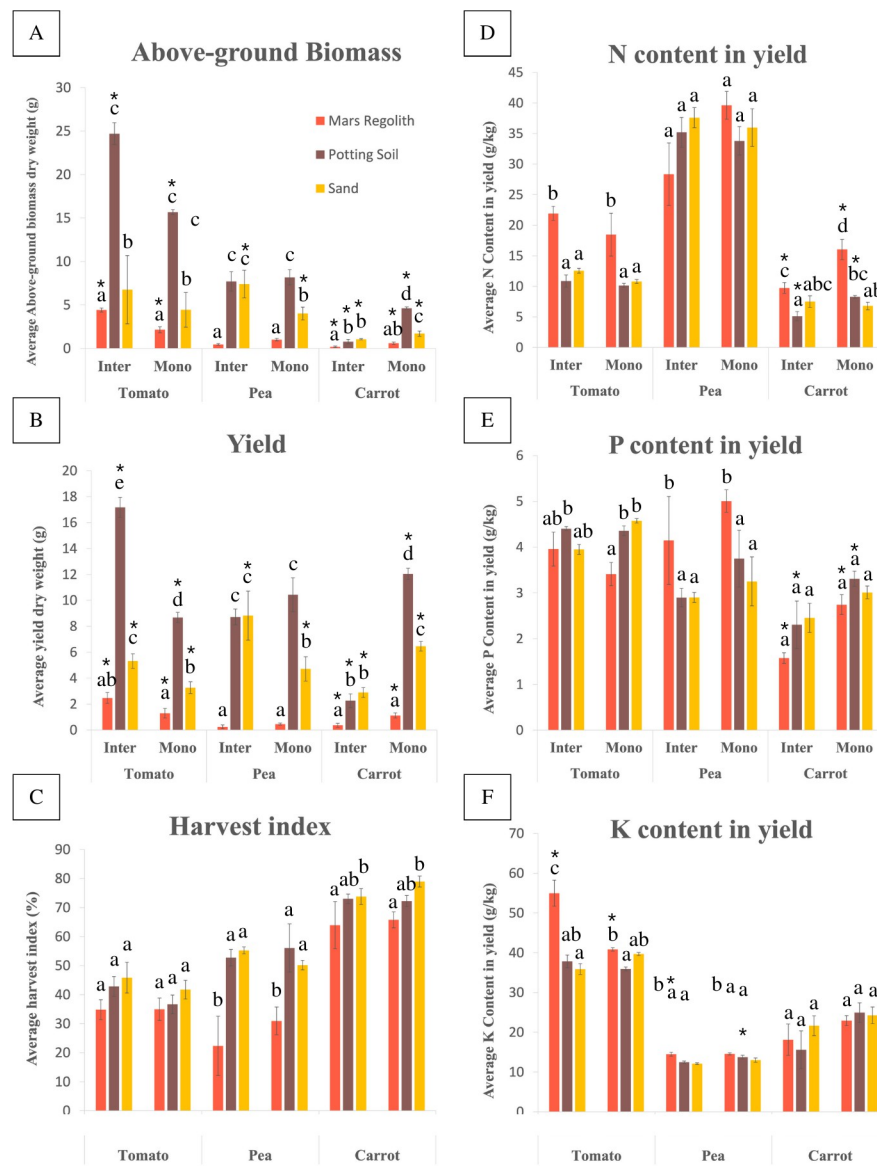 A
Above-ground Biomass
Average Above-ground biomass dry weight (g)
30
25
20
15
10
5
0
Mars Regolith
Potting Soil
Sand
* a * c b
* a * c b c
a c * c
a c * b
* a * b * b
* ab * d * c
Inter Mono Inter Mono Inter Mono
Tomato Pea Carrot
B
Yield
Average yield dry weight (g)
20
18
16
14
12
10
8
6
4
2
0
* ab * e * c
* a * d * b
a c * c
a c * b
* a * b * b
* a * d * c
Inter Mono Inter Mono Inter Mono
Tomato Pea Carrot
C
Harvest index
Average harvest index (%)
90
80
70
60
50
40
30
20
10
0
a a a
a a a
b a a
b a a
a ab b
a ab b
Tomato Pea Carrot
D
N content in yield
Average N Content in yield (g/kg)
45
40
35
30
25
20
15
10
5
0
b a a
b a a
a a a
a a a
* c * a abc
* d * bc ab
Inter Mono Inter Mono Inter Mono
Tomato Pea Carrot
E
P content in yield
Average P Content in yield (g/kg)
6
5
4
3
2
1
0
ab b ab
a b b
b a a
b a a
* a * a a
* a * a a
Inter Mono Inter Mono Inter Mono
Tomato Pea Carrot
F
K content in yield
Average K Content in yield (g/kg)
70
60
50
40
30
20
10
0
* c ab a
* b a ab
b * a a
b a a *
a a a
a a a
Tomato Pea Carrot